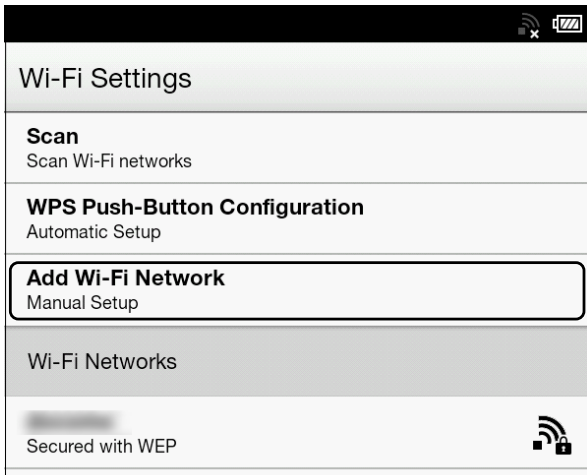 Wi-Fi Settings
Scan
Scan Wi-Fi networks
WPS Push-Button Configuration
Automatic Setup
Add Wi-Fi Network
Manual Setup
Wi-Fi Networks
Secured with WEP